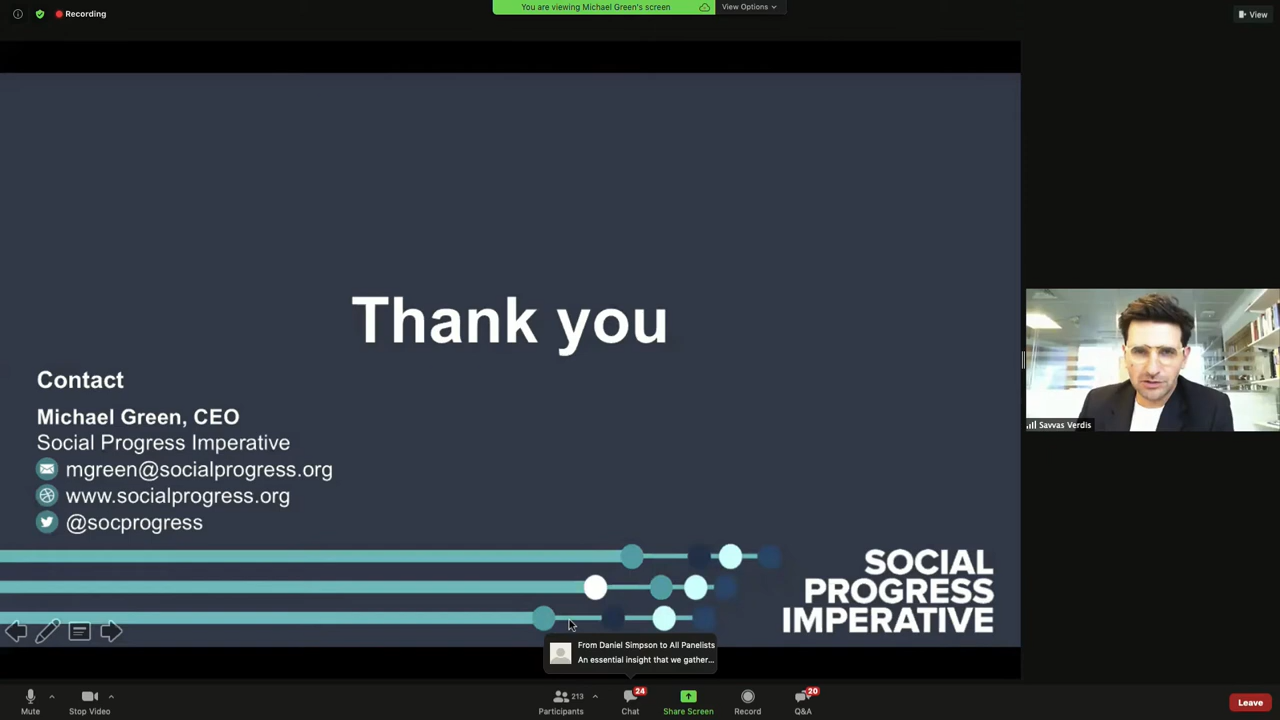 Recording
You are viewing Michael Green's screen
View Options
View
Thank you
Contact
Michael Green, CEO
Social Progress Imperative
mgreen@socialprogress.org
www.socialprogress.org
@socprogress
SOCIAL
PROGRESS
IMPERATIVE
Savvas Verdis
From Daniel Simpson to All Panelists
An essential insight that we gather...
Mute
Stop Video
213
Participants
24
Chat
Share Screen
Record
20
Q&A
Leave